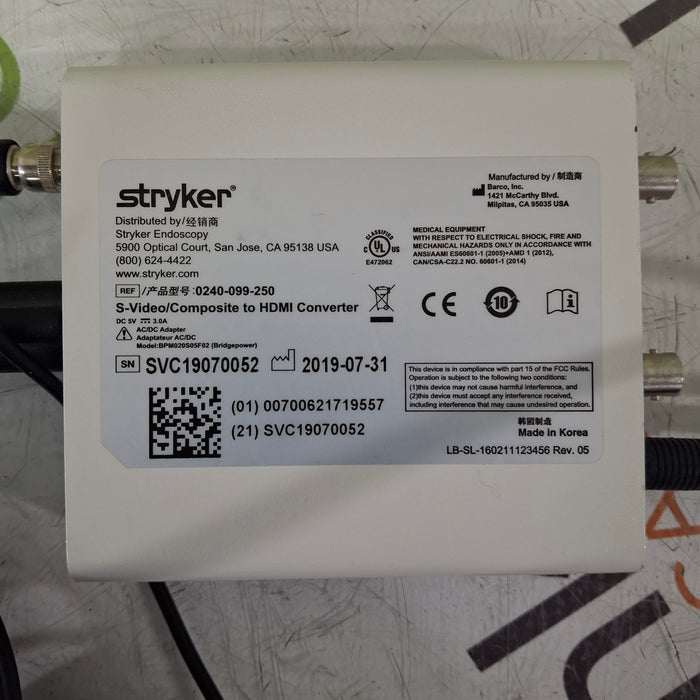 stryker®
Distributed by/经销商
Stryker Endoscopy
5900 Optical Court, San Jose, CA 95138 USA
(800) 624-4422
www.stryker.com
REF /产品型号: 0240-099-250
S-Video/Composite to HDMI Converter
DC 5V ⎓ 3.0A
AC/DC Adapter
Adaptateur AC/DC
Model:BPM020S05F02 (Bridgepower)
SN SVC19070052 2019-07-31
(01) 00700621719557
(21) SVC19070052
Manufactured by / 制造商
Barco, Inc.
1421 McCarthy Blvd.
Milpitas, CA 95035 USA
CLASSIFIED
C UL US
E472062
MEDICAL EQUIPMENT
WITH RESPECT TO ELECTRICAL SHOCK, FIRE AND
MECHANICAL HAZARDS ONLY IN ACCORDANCE WITH
ANSI/AAMI ES60601-1 (2005)+AMD 1 (2012),
CAN/CSA-C22.2 NO. 60601-1 (2014)
CE
10
This device is in compliance with part 15 of the FCC Rules.
Operation is subject to the following two conditions:
(1)this device may not cause harmful interference, and
(2)this device must accept any interference received,
including interference that may cause undesired operation.
韩国制造
Made in Korea
LB-SL-160211123456 Rev. 05